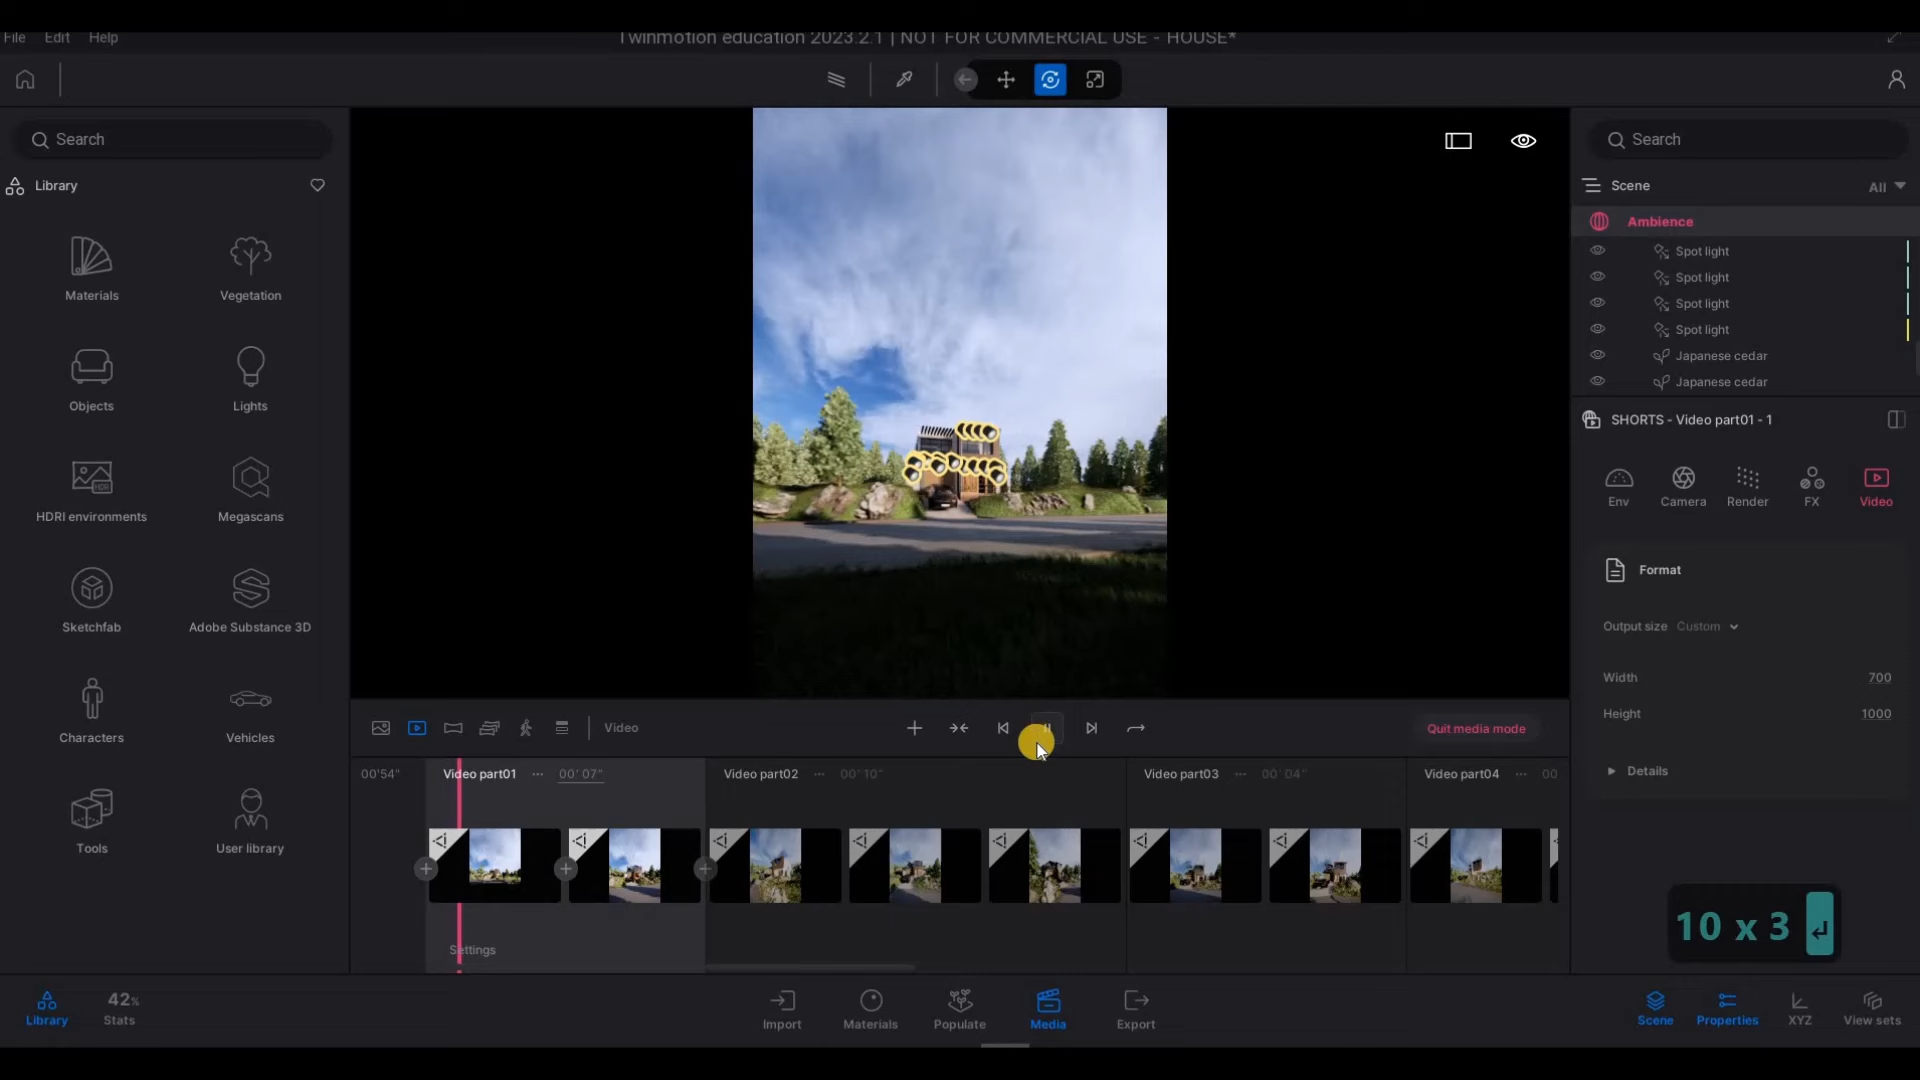 File Edit Help
Twinmotion education 2023.2.1 | NOT FOR COMMERCIAL USE - HOUSE*
Search
Search
Library
Scene
All
Ambience
Spot light
Spot light
Spot light
Spot light
Japanese cedar
Japanese cedar
Materials
Vegetation
Objects
Lights
HDRI environments
Megascans
Sketchfab
Adobe Substance 3D
Characters
Vehicles
Tools
User library
SHORTS - Video part01 - 1
Env
Camera
Render
FX
Video
Format
Output size Custom
Width 700
Height 1000
Details
Video
Quit media mode
00'54"
Video part01 ... 00'07"
Video part02 ... 00'10"
Video part03 ... 00'04"
Video part04 ... 00
Settings
10 x 3
Library
42%
Stats
Import
Materials
Populate
Media
Export
Scene
Properties
XYZ
View sets